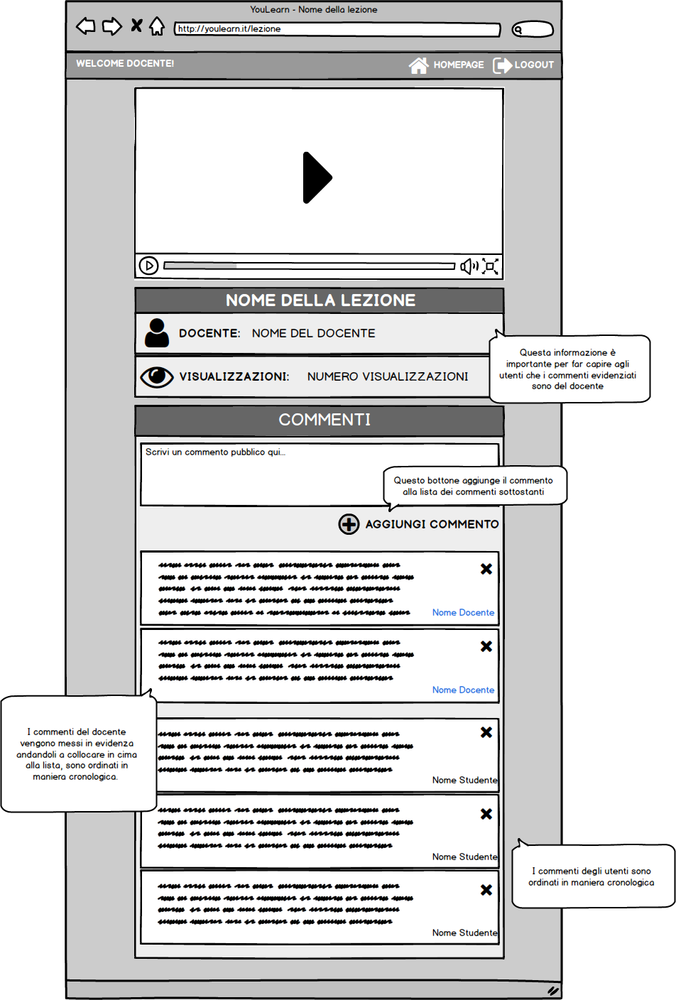 YouLearn - Nome della lezione
http://youlearn.it/lezione
WELCOME DOCENTE!
HOMEPAGE
LOGOUT
NOME DELLA LEZIONE
DOCENTE: NOME DEL DOCENTE
Questa informazione è
importante per far capire agli
utenti che i commenti evidenziati
sono del docente
VISUALIZZAZIONI: NUMERO VISUALIZZAZIONI
COMMENTI
Scrivi un commento pubblico qui...
Questo bottone aggiunge il commento
alla lista dei commenti sottostanti
AGGIUNGI COMMENTO
Nome Docente
Nome Docente
I commenti del docente
vengono messi in evidenza
andandoli a collocare in cima
alla lista, sono ordinati in
maniera cronologica.
Nome Studente
Nome Studente
I commenti degli utenti sono
ordinati in maniera cronologica
Nome Studente